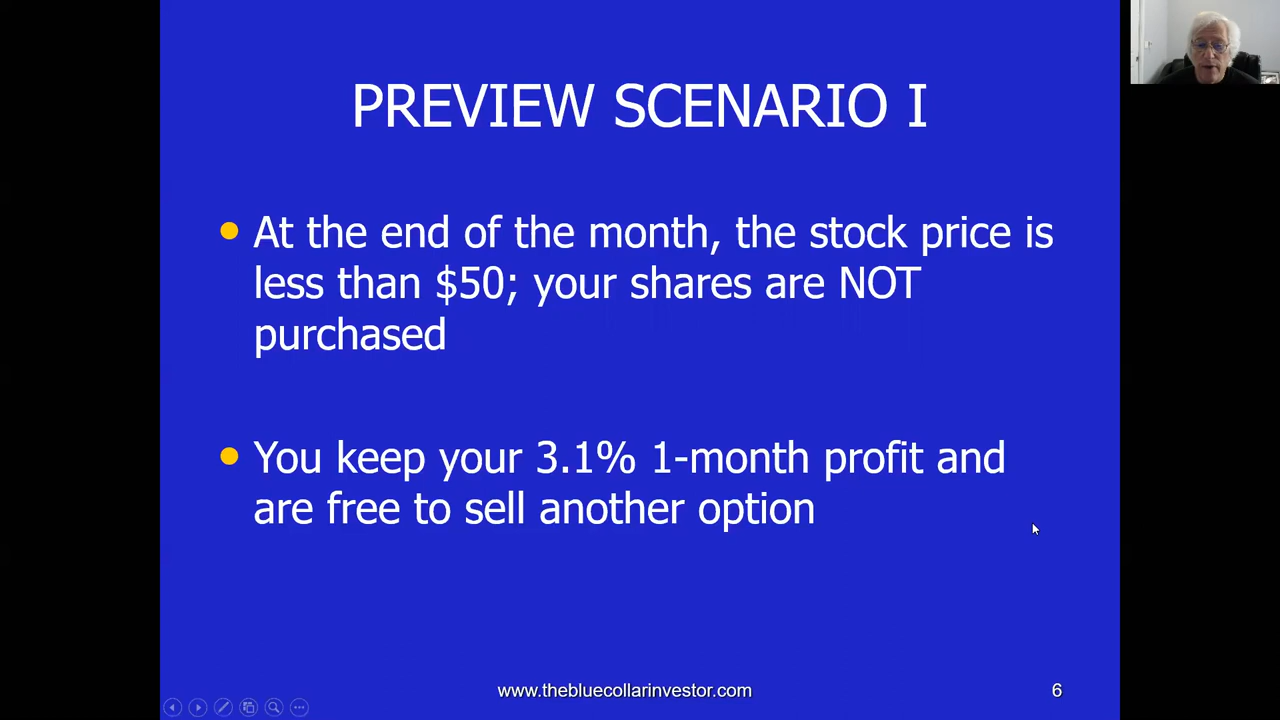 PREVIEW SCENARIO I
At the end of the month, the stock price is
less than $50; your shares are NOT
purchased
You keep your 3.1% 1-month profit and
are free to sell another option
www.thebluecollarinvestor.com
6